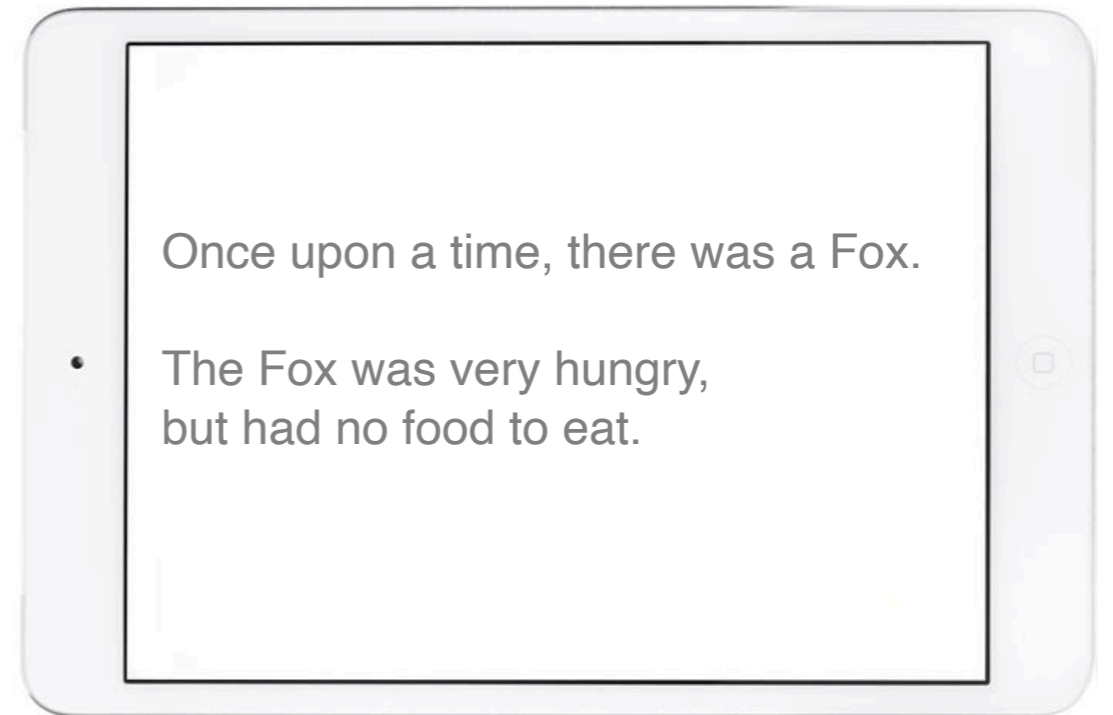 Once upon a time, there was a Fox.
The Fox was very hungry,
but had no food to eat.